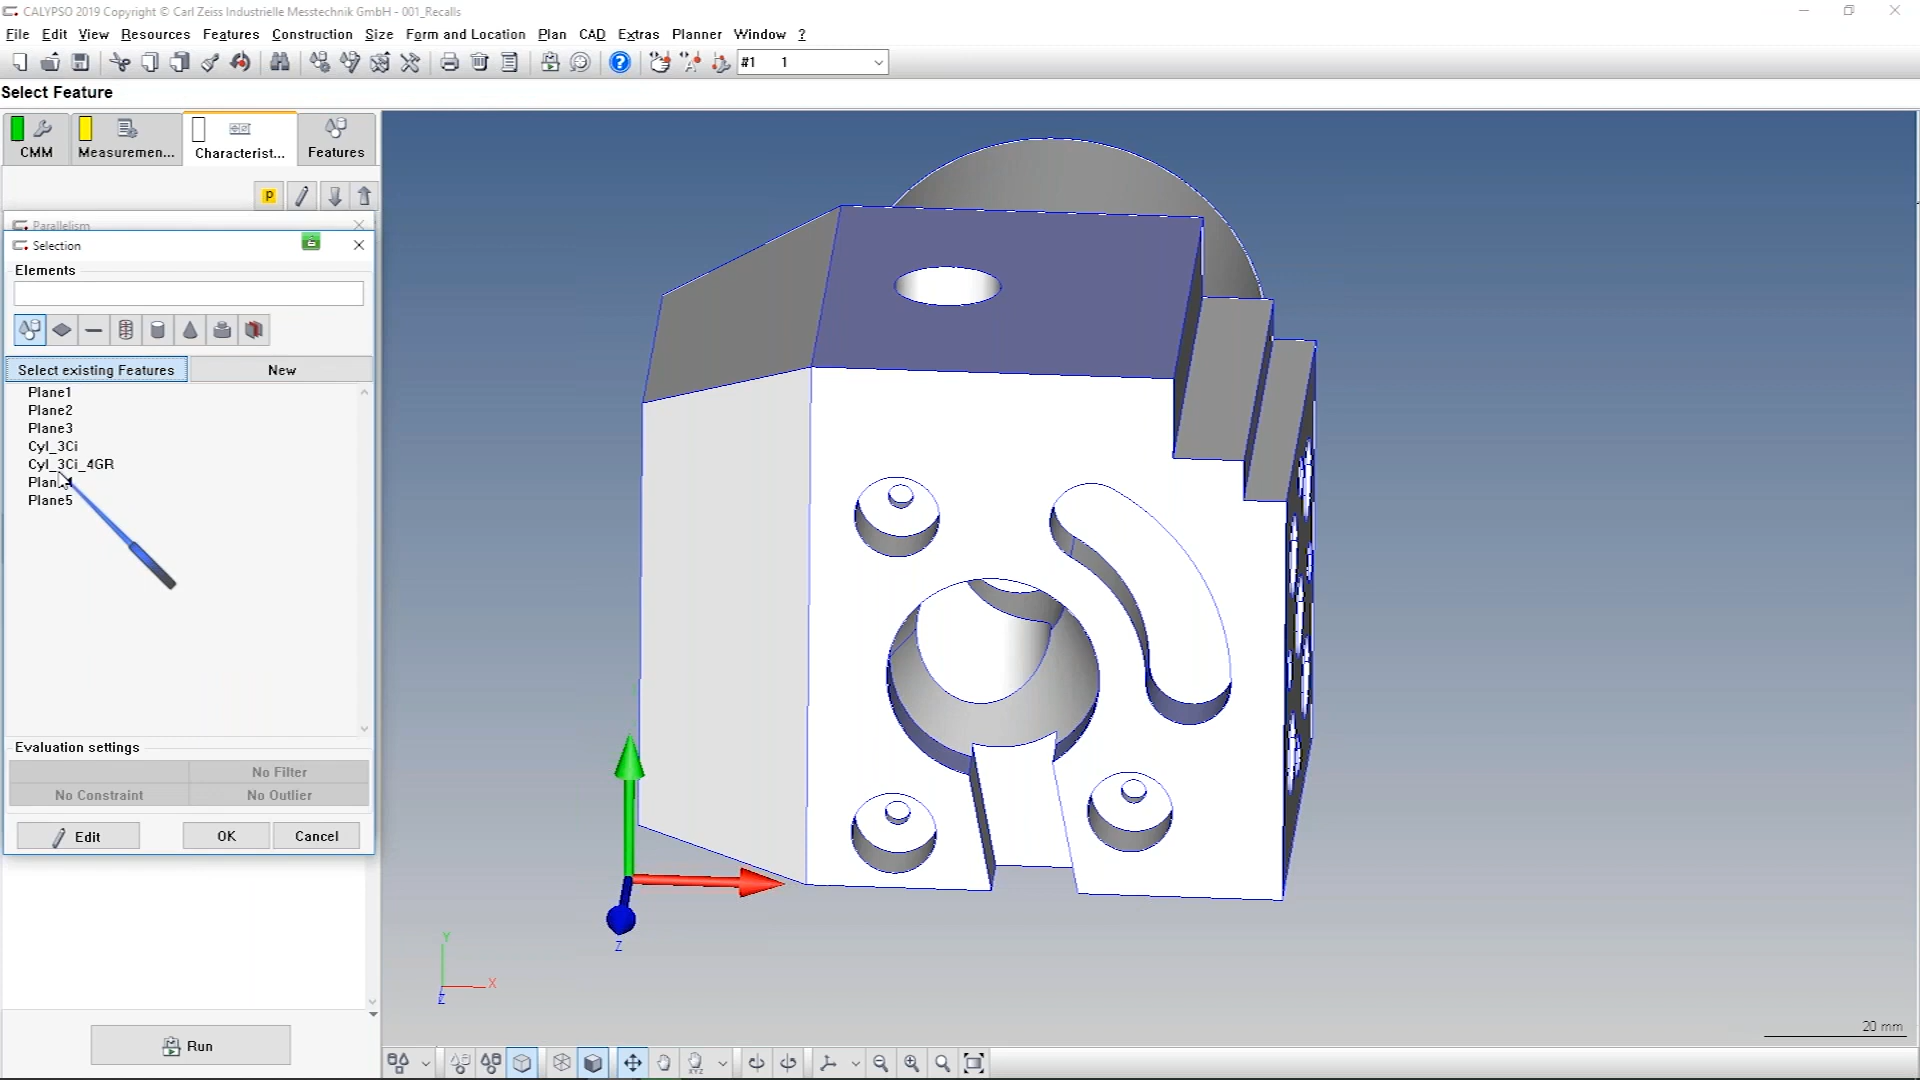 CALYPSO 2019 Copyright © Carl Zeiss Industrielle Messtechnik GmbH - 001_Recalls
File Edit View Resources Features Construction Size Form and Location Plan CAD Extras Planner Window ?
#1 1
Select Feature
CMM Measuremen... Characterist... Features
P
Parallelism
Selection
Elements
Select existing Features New
Plane1
Plane2
Plane3
Cyl_3Ci
Cyl_3Ci_4GR
Plane4
Plane5
Evaluation settings
No Filter
No Constraint No Outlier
Edit OK Cancel
Run
Z
Y
X
Z
20 mm
XYZ